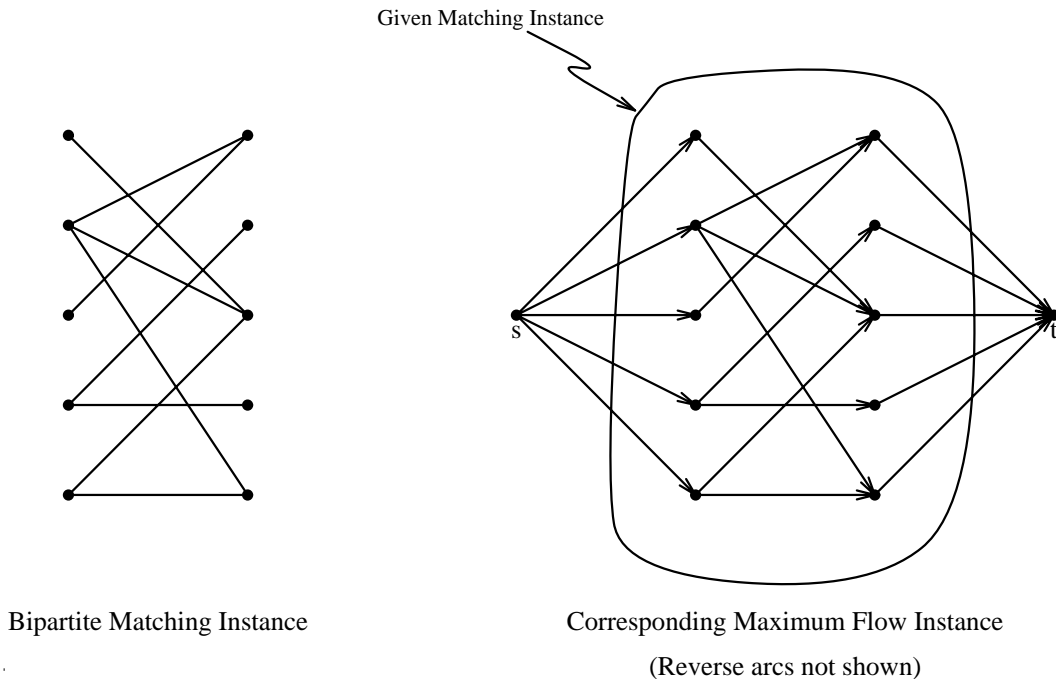 Given Matching Instance
s
t
Bipartite Matching Instance
Corresponding Maximum Flow Instance
(Reverse arcs not shown)